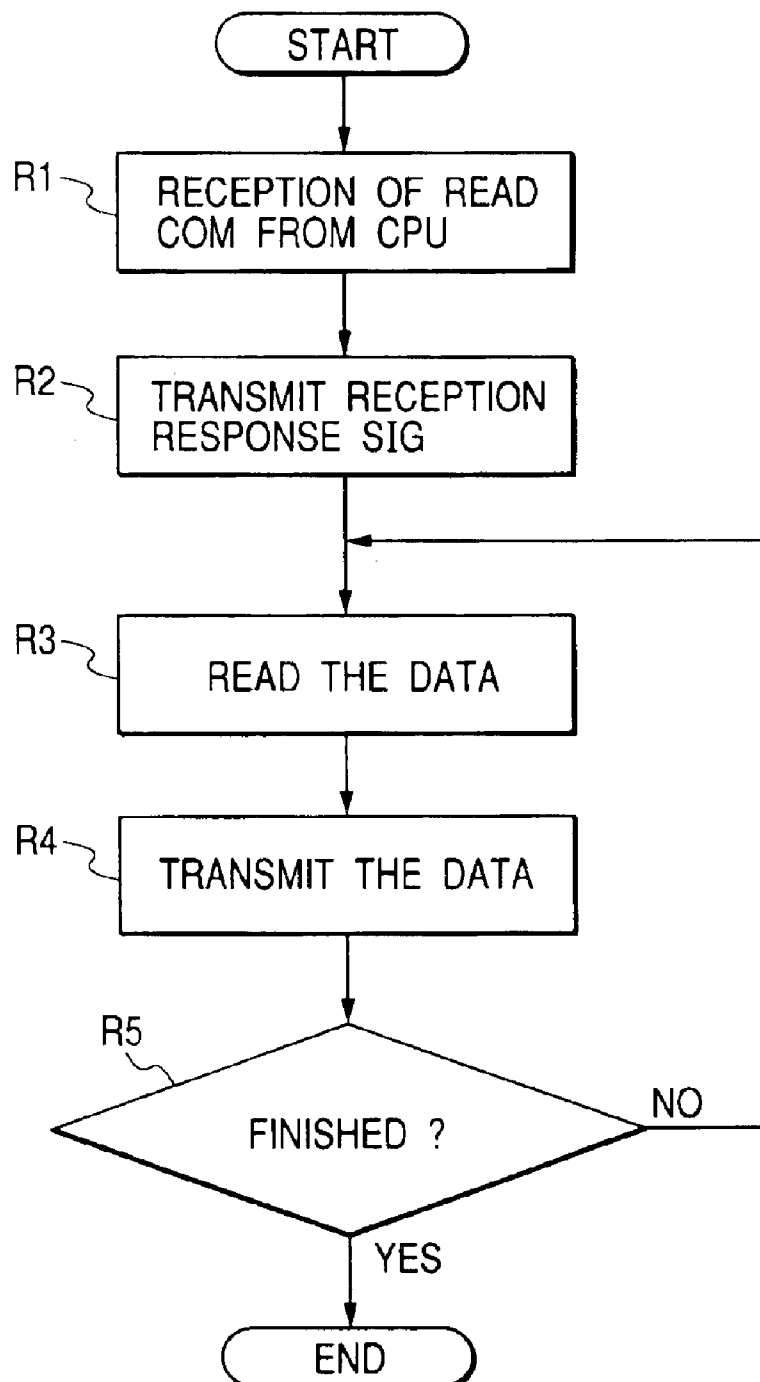 START
R1
RECEPTION OF READ
COM FROM CPU
R2
TRANSMIT RECEPTION
RESPONSE SIG
R3
READ THE DATA
R4
TRANSMIT THE DATA
R5
FINISHED ?
NO
YES
END